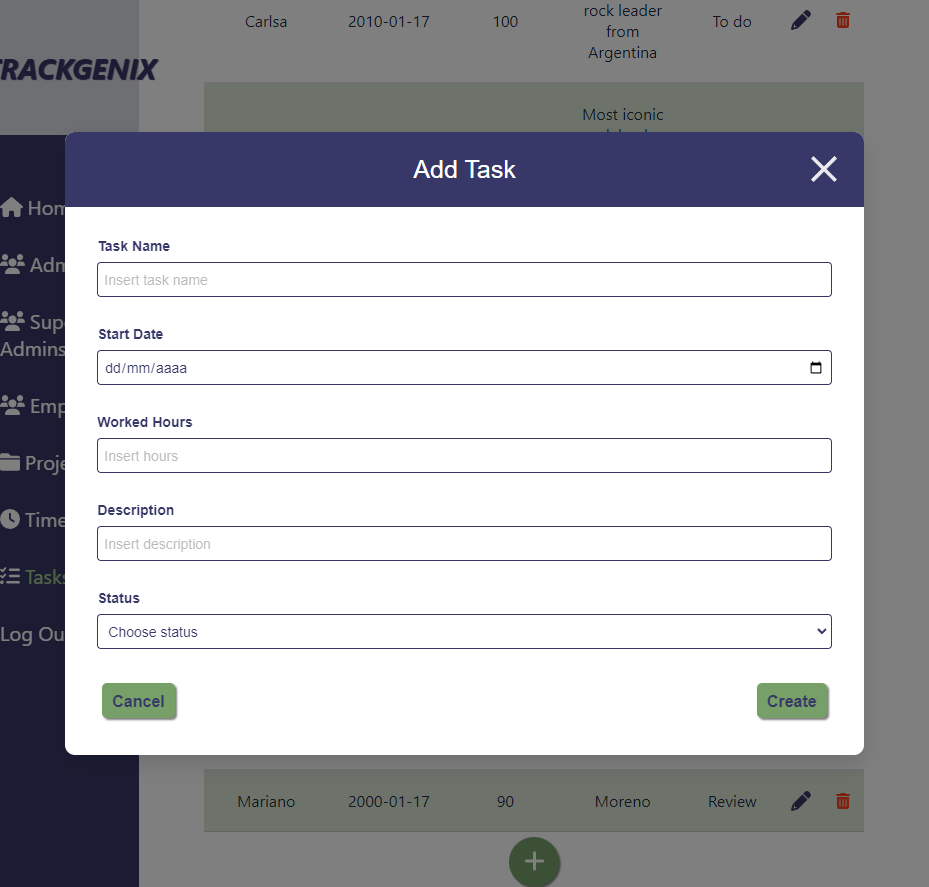 Carlsa 2010-01-17 100 rock leader from Argentina To do
TRACKGENIX
Most iconic
Add Task
Hom
Adm
Sup
Admins
Emp
Proje
Time
Tasks
Log Ou
Task Name
Insert task name
Start Date
dd/mm/aaaa
Worked Hours
Insert hours
Description
Insert description
Status
Choose status
Cancel
Create
Mariano 2000-01-17 90 Moreno Review